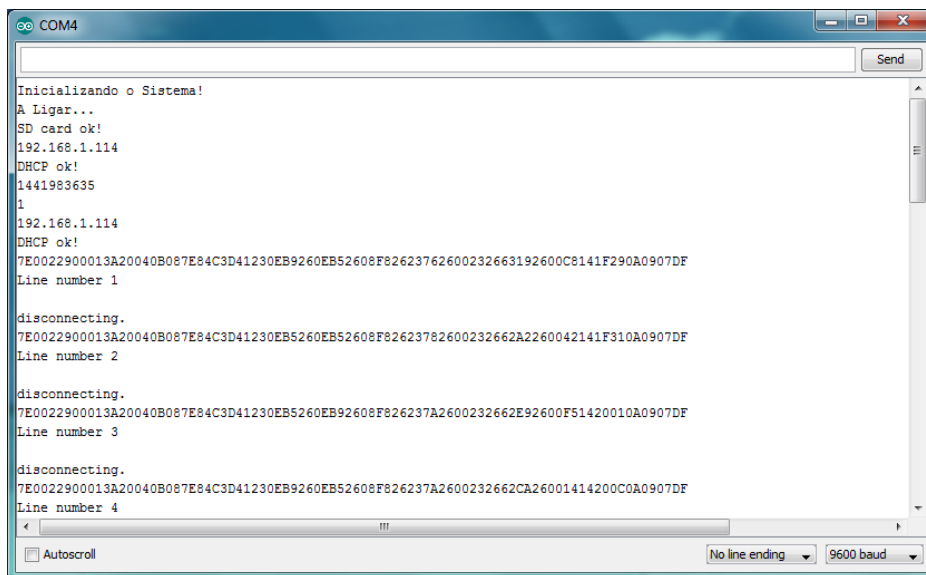 COM4
Send
Inicializando o Sistema!
A Ligar...
SD card ok!
192.168.1.114
DHCP ok!
1441983635
1
192.168.1.114
DHCP ok!
7E0022900013A20040B087E84C3D41230EB9260EB52608F82623762600232663192600C8141F290A0907DF
Line number 1
disconnecting.
7E0022900013A20040B087E84C3D41230EB5260EB52608F82623782600232662A2260042141F310A0907DF
Line number 2
disconnecting.
7E0022900013A20040B087E84C3D41230EB5260EB92608F826237A2600232662E92600F51420010A0907DF
Line number 3
disconnecting.
7E0022900013A20040B087E84C3D41230EB9260EB52608F826237A2600232662CA26001414200C0A0907DF
Line number 4
Autoscroll
No line ending
9600 baud